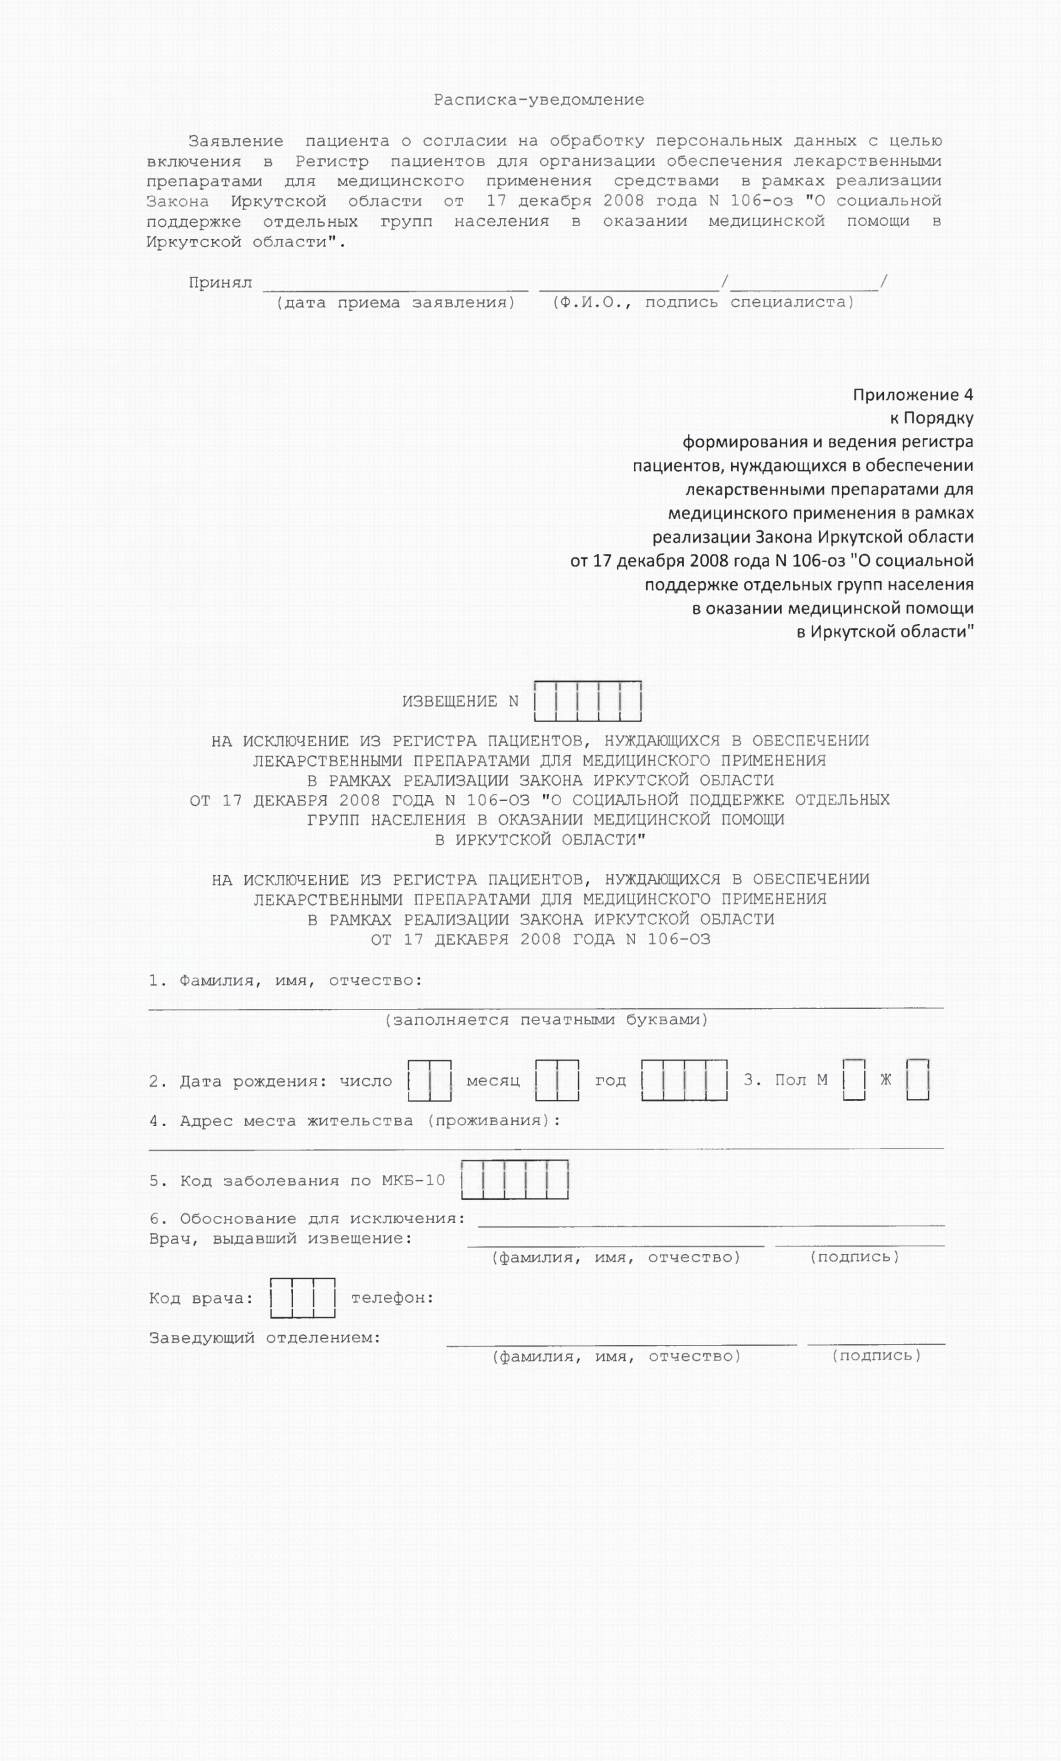 Расписка-уведомление
Заявление пациента о согласии на обработку персональных данных с целью
включения в Регистр пациентов для организации обеспечения лекарственными
препаратами для медицинского применения средствами в рамках реализации
Закона Иркутской области от 17 декабря 2008 года N 106-оз "О социальной
поддержке отдельных групп населения в оказании медицинской помощи в
Иркутской области".
Принял _________________________ _________________/______________/
(дата приема заявления) (Ф.И.О., подпись специалиста)
Приложение 4
к Порядку
формирования и ведения регистра
пациентов, нуждающихся в обеспечении
лекарственными препаратами для
медицинского применения в рамках
реализации Закона Иркутской области
от 17 декабря 2008 года N 106-оз "О социальной
поддержке отдельных групп населения
в оказании медицинской помощи
в Иркутской области"
ИЗВЕЩЕНИЕ N
НА ИСКЛЮЧЕНИЕ ИЗ РЕГИСТРА ПАЦИЕНТОВ, НУЖДАЮЩИХСЯ В ОБЕСПЕЧЕНИИ
ЛЕКАРСТВЕННЫМИ ПРЕПАРАТАМИ ДЛЯ МЕДИЦИНСКОГО ПРИМЕНЕНИЯ
В РАМКАХ РЕАЛИЗАЦИИ ЗАКОНА ИРКУТСКОЙ ОБЛАСТИ
ОТ 17 ДЕКАБРЯ 2008 ГОДА N 106-ОЗ "О СОЦИАЛЬНОЙ ПОДДЕРЖКЕ ОТДЕЛЬНЫХ
ГРУПП НАСЕЛЕНИЯ В ОКАЗАНИИ МЕДИЦИНСКОЙ ПОМОЩИ
В ИРКУТСКОЙ ОБЛАСТИ"
НА ИСКЛЮЧЕНИЕ ИЗ РЕГИСТРА ПАЦИЕНТОВ, НУЖДАЮЩИХСЯ В ОБЕСПЕЧЕНИИ
ЛЕКАРСТВЕННЫМИ ПРЕПАРАТАМИ ДЛЯ МЕДИЦИНСКОГО ПРИМЕНЕНИЯ
В РАМКАХ РЕАЛИЗАЦИИ ЗАКОНА ИРКУТСКОЙ ОБЛАСТИ
ОТ 17 ДЕКАБРЯ 2008 ГОДА N 106-ОЗ
1. Фамилия, имя, отчество:
(заполняется печатными буквами)
2. Дата рождения: число месяц год 3. Пол М Ж
4. Адрес места жительства (проживания):
5. Код заболевания по МКБ-10
6. Обоснование для исключения:
Врач, выдавший извещение:
(фамилия, имя, отчество) (подпись)
Код врача: телефон:
Заведующий отделением:
(фамилия, имя, отчество) (подпись)